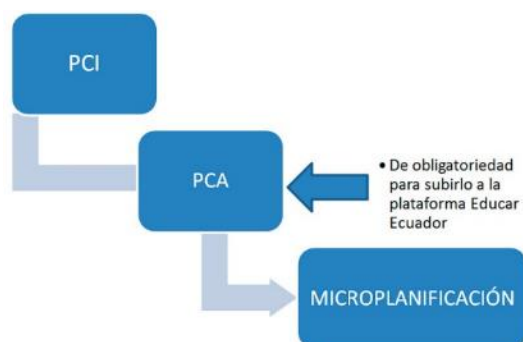 PCI
PCA
• De obligatoriedad
para subirlo a la
plataforma Educar
Ecuador
MICROPLANIFICACIÓN